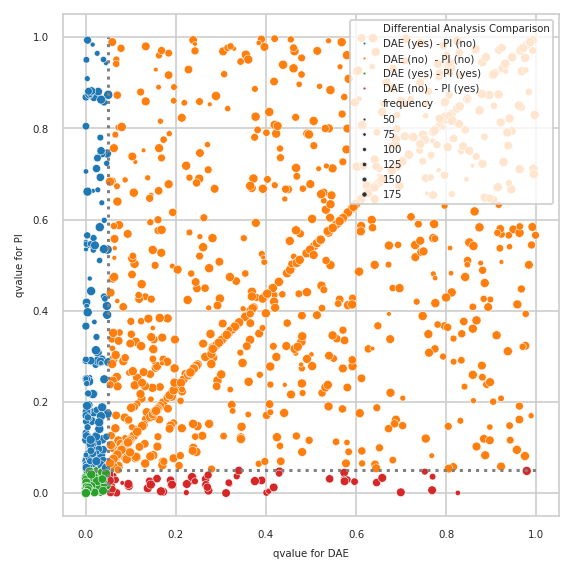 Differential Analysis Comparison
DAE (yes) - PI (no)
DAE (no)  - PI (no)
DAE (yes) - PI (yes)
DAE (no) - PI (yes)
frequency
50
75
100
125
150
175
1.0
0.8
0.6
0.4
0.2
0.0
qvalue for PI
0.0 0.2 0.4 0.6 0.8 1.0
qvalue for DAE